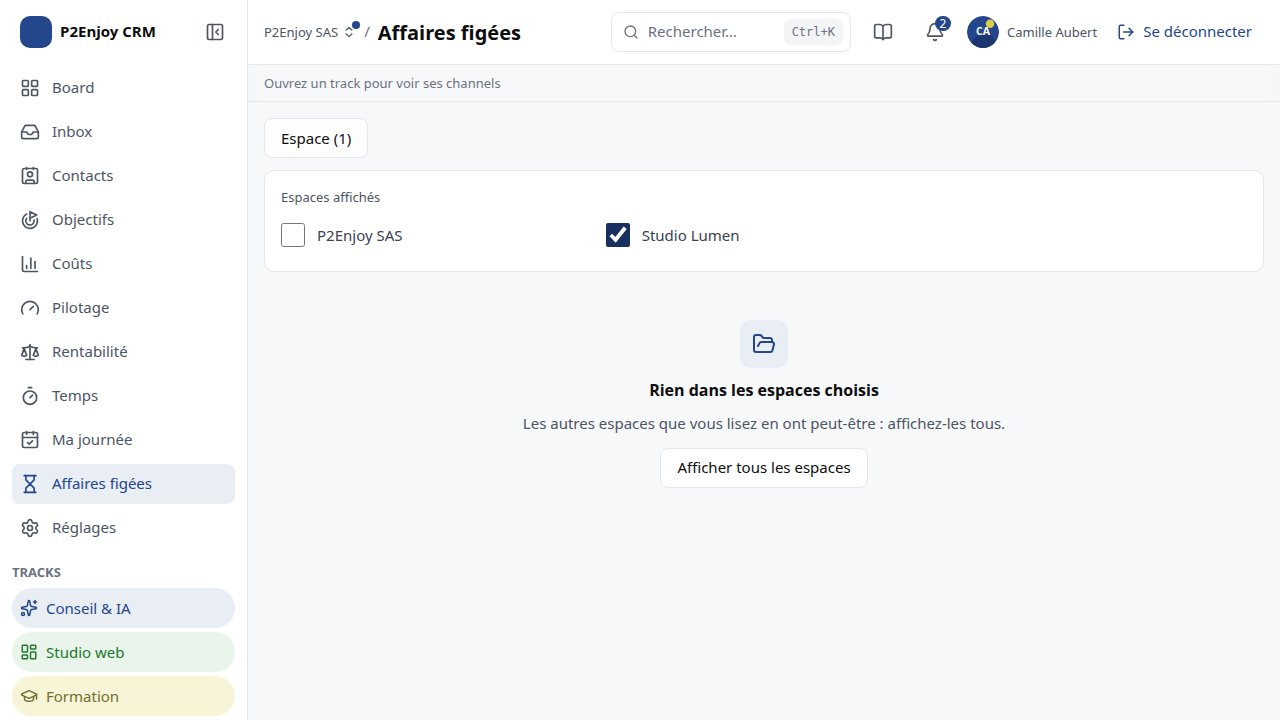 P2Enjoy CRM
Board
Inbox
Contacts
Objectifs
Coûts
Pilotage
Rentabilité
Temps
Ma journée
Affaires figées
Réglages
TRACKS
Conseil & IA
Studio web
Formation
P2Enjoy SAS / Affaires figées
Rechercher... Ctrl+K
2
CA Camille Aubert
Se déconnecter
Ouvrez un track pour voir ses channels
Espace (1)
Espaces affichés
P2Enjoy SAS
Studio Lumen
Rien dans les espaces choisis
Les autres espaces que vous lisez en ont peut-être : affichez-les tous.
Afficher tous les espaces